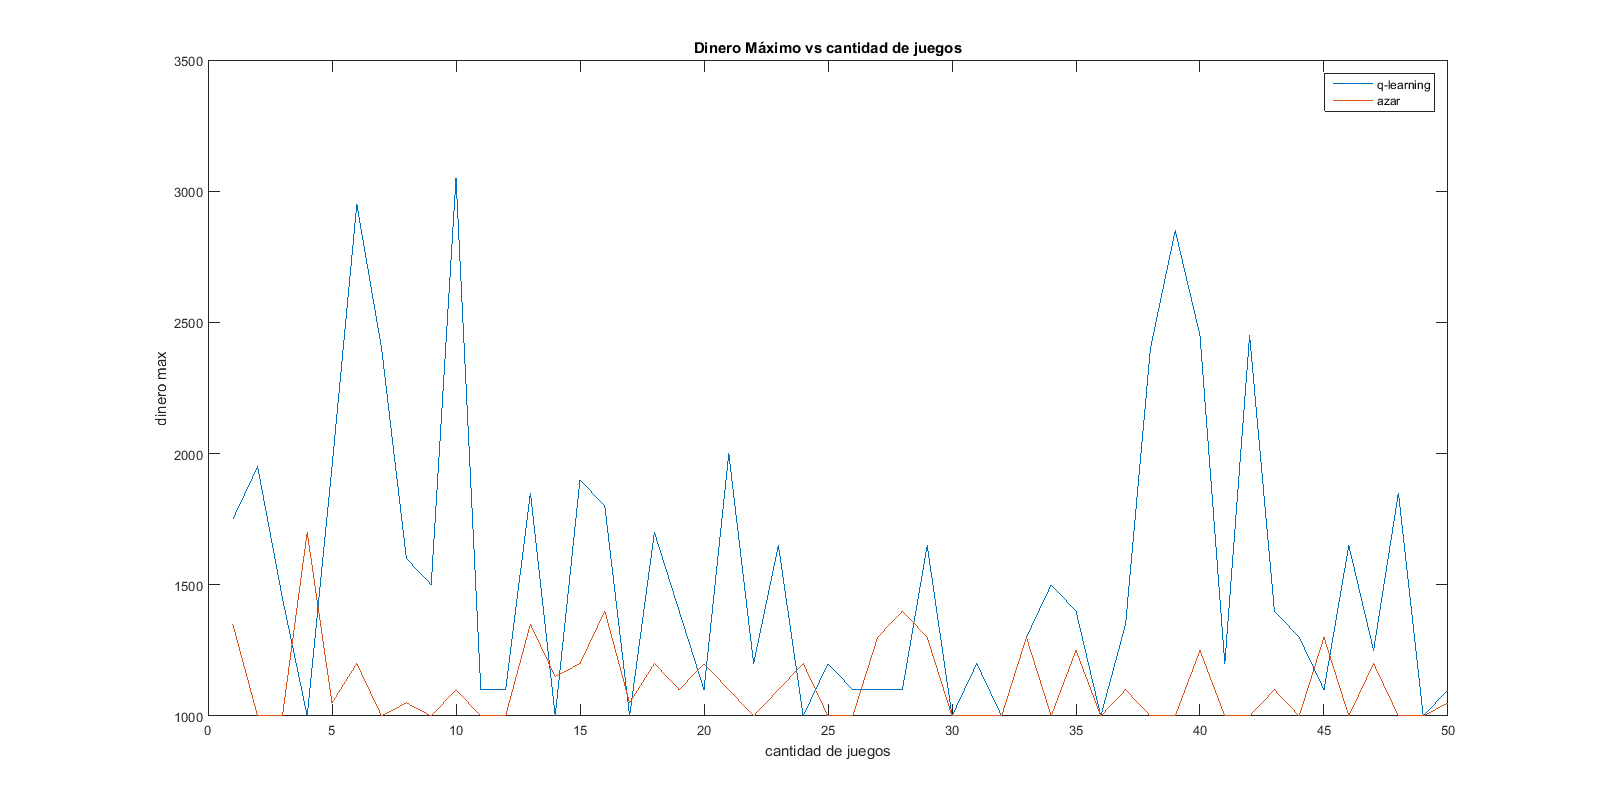 Dinero Máximo vs cantidad de juegos
3500
3000
2500
2000
1500
1000
dinero max
q-learning
azar
0 5 10 15 20 25 30 35 40 45 50
cantidad de juegos